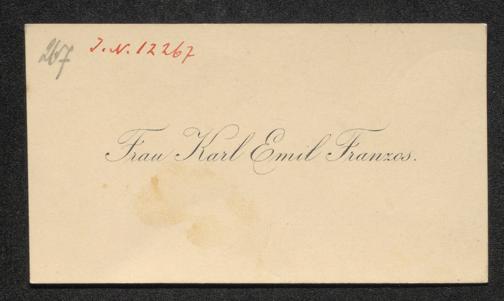 267 J.N. 12267
Frau Karl Emil Franzos.